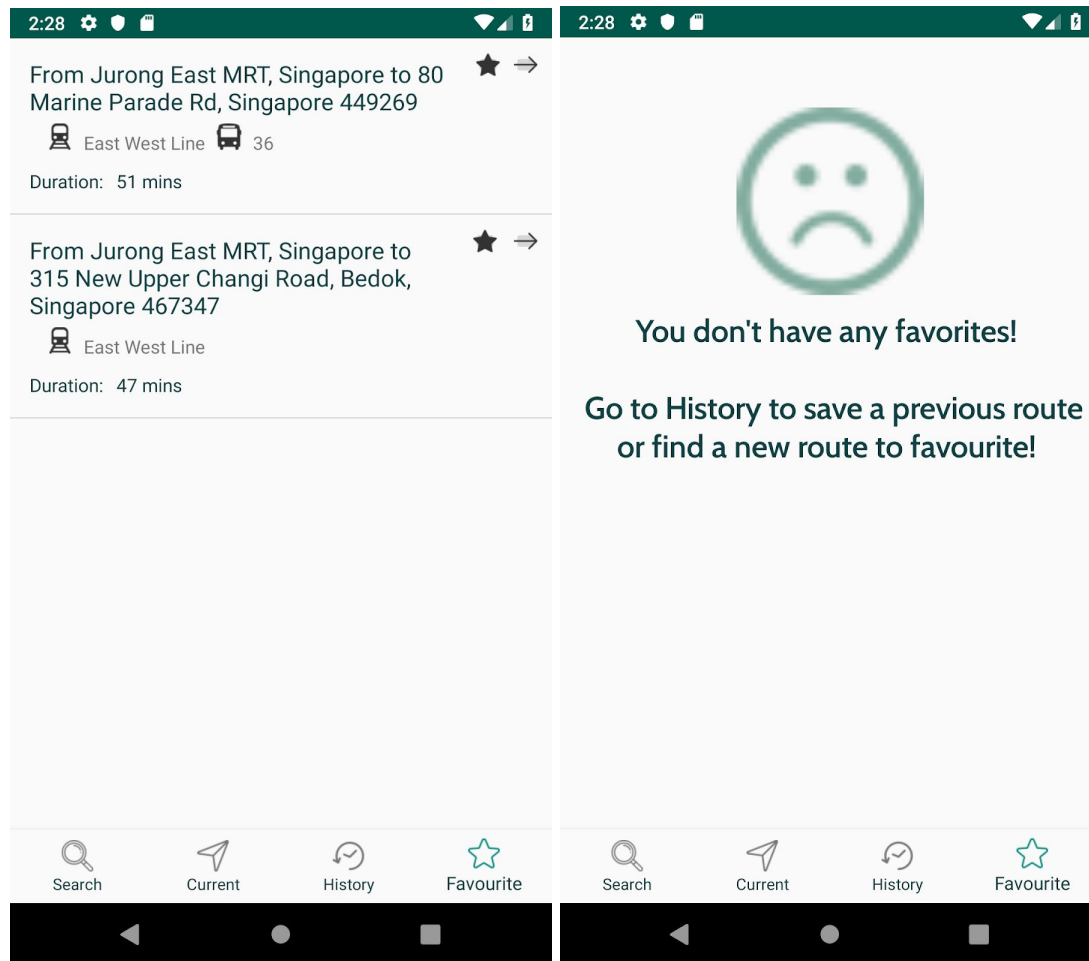 2:28
From Jurong East MRT, Singapore to 80
Marine Parade Rd, Singapore 449269
East West Line 36
Duration: 51 mins
From Jurong East MRT, Singapore to
315 New Upper Changi Road, Bedok,
Singapore 467347
East West Line
Duration: 47 mins
Search Current History Favourite
2:28
You don't have any favorites!
Go to History to save a previous route
or find a new route to favourite!
Search Current History Favourite